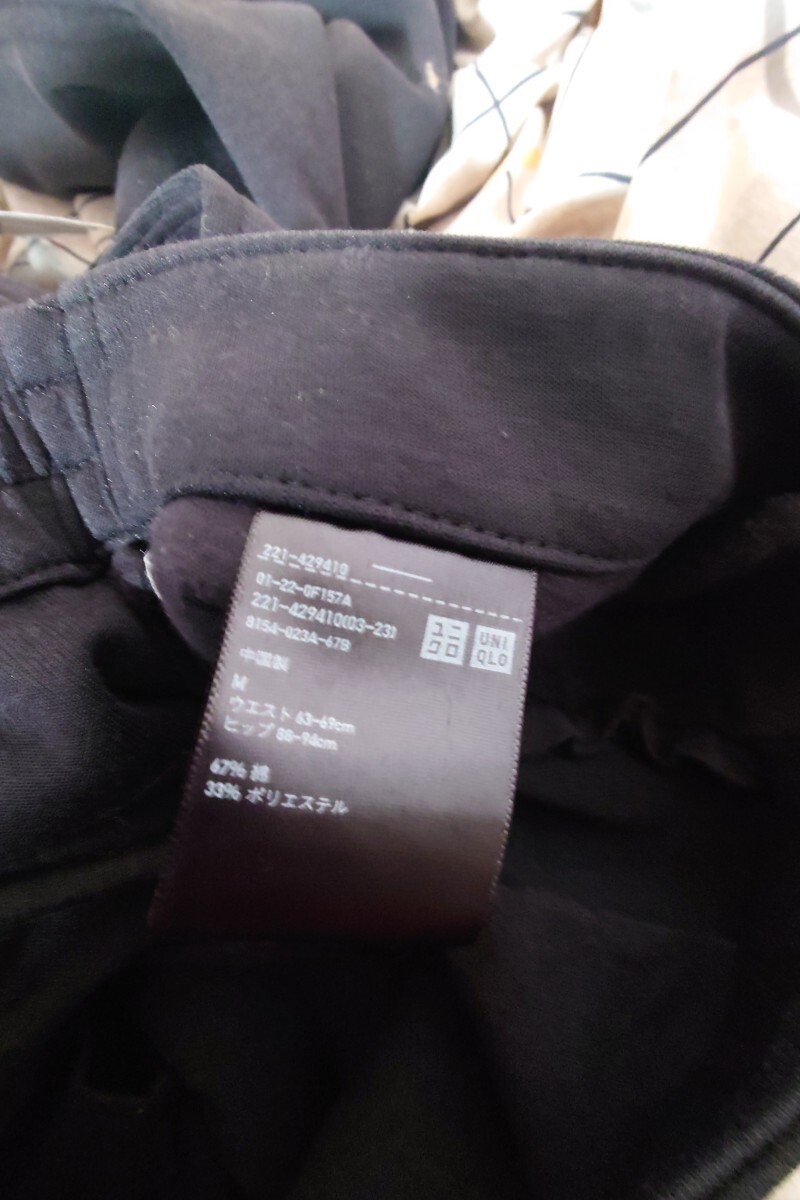 221-429410
01-22-0F157A
221-429410(03-23)
8154-023A-67B
ユニ
クロ
UNI
QLO
中国製
M
ウエスト 63-69cm
ヒップ 88-94cm
67% 綿
33% ポリエステル